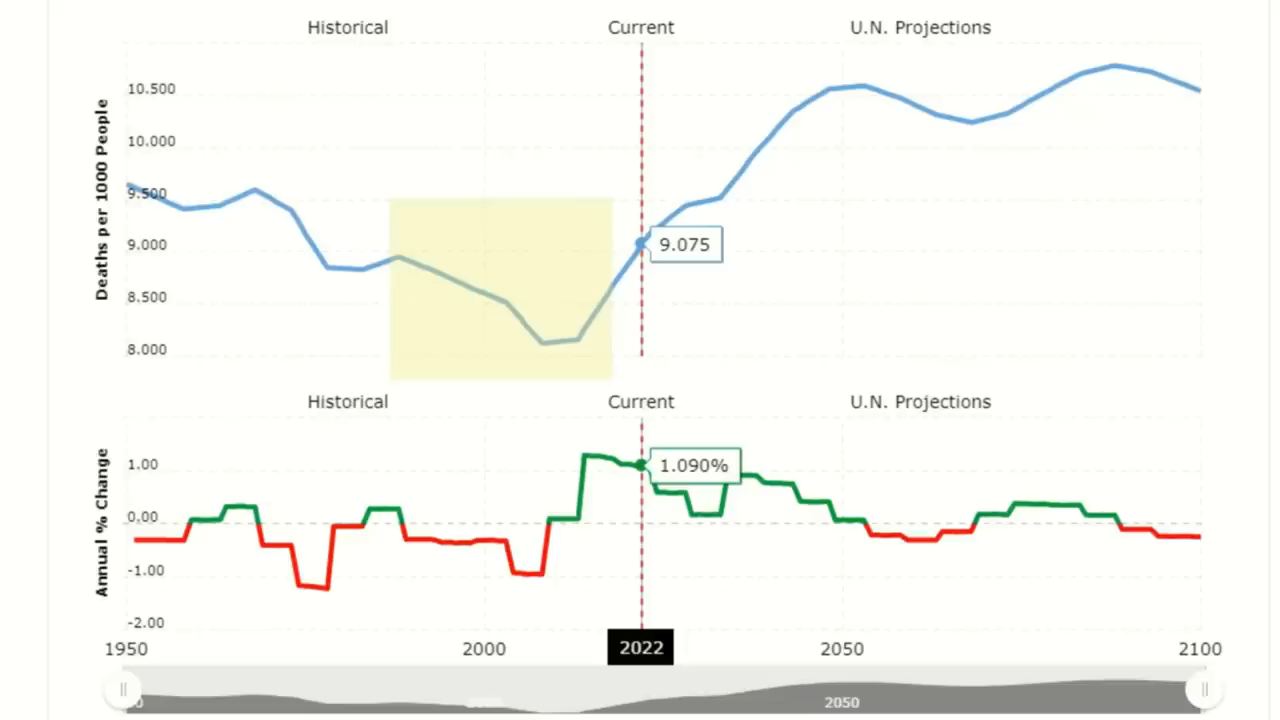 Historical Current U.N. Projections
Deaths per 1000 People
10.500
10.000
9.500
9.000
8.500
8.000
9.075
Historical Current U.N. Projections
Annual % Change
1.00
0.00
-1.00
-2.00
1.090%
1950 2000 2022 2050 2100
2050